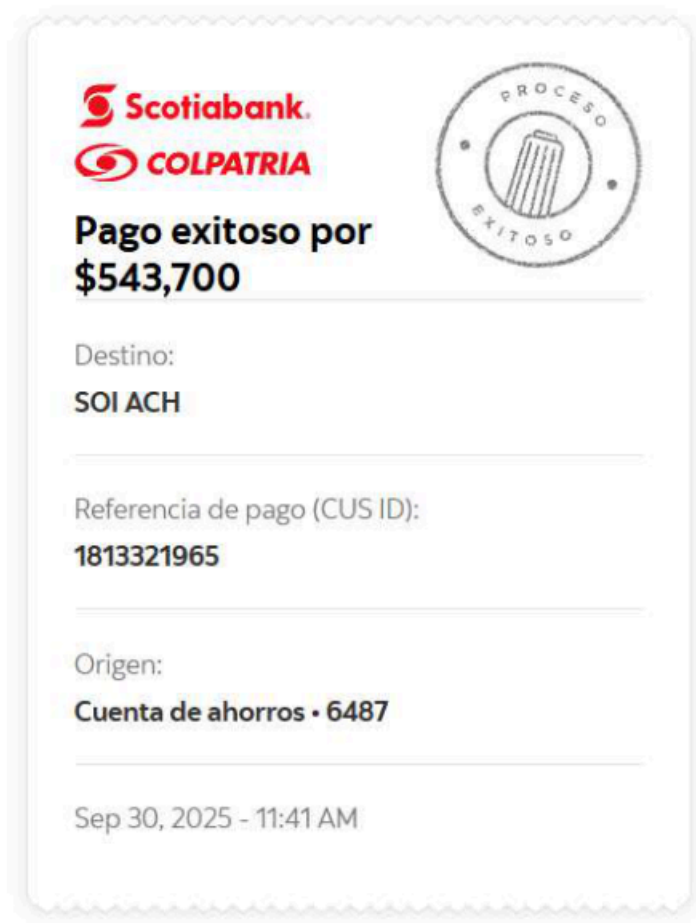 Scotiabank.
COLPATRIA
PROCESO
EXITOSO
Pago exitoso por
$543,700
Destino:
SOI ACH
Referencia de pago (CUS ID):
1813321965
Origen:
Cuenta de ahorros • 6487
Sep 30, 2025 - 11:41 AM